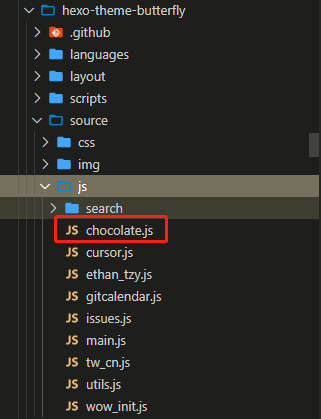 hexo-theme-butterfly
.github
languages
layout
scripts
source
css
img
js
search
JS chocolate.js
JS cursor.js
JS ethan_tzy.js
JS gitcalendar.js
JS issues.js
JS main.js
JS tw_cn.js
JS utils.js
JS wow_init.js